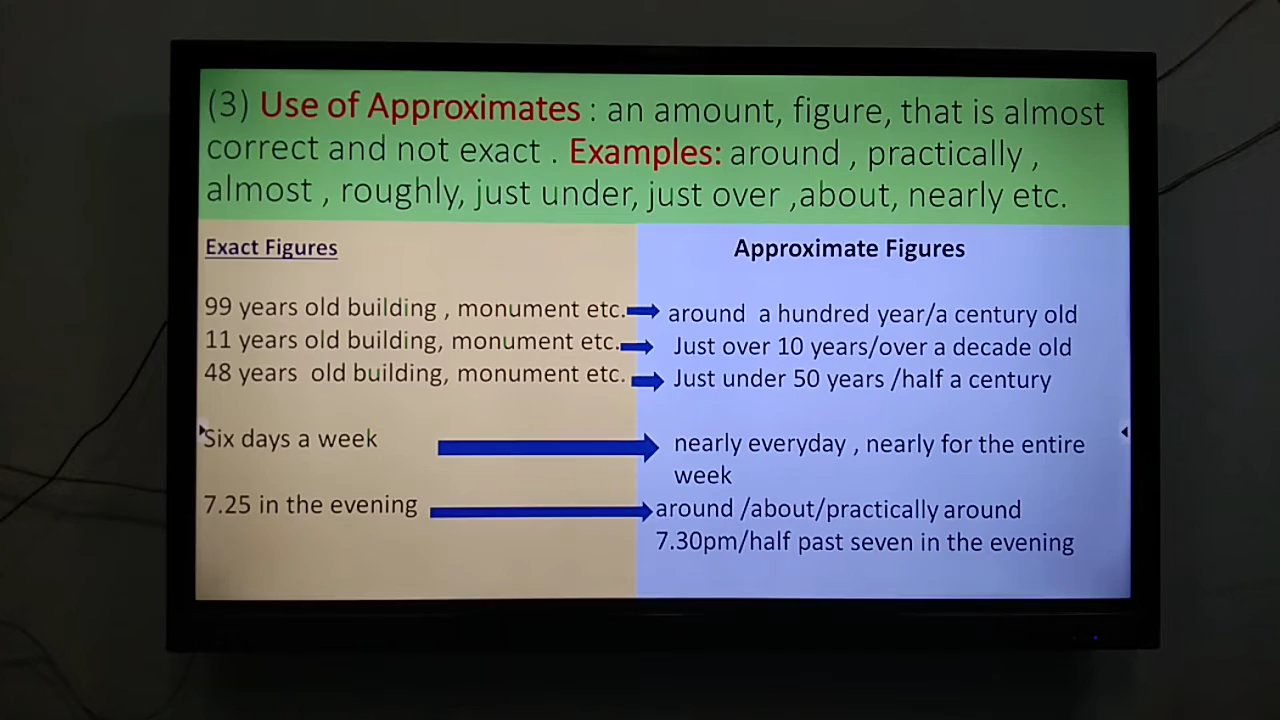 (3) Use of Approximates : an amount, figure, that is almost
correct and not exact . Examples: around , practically ,
almost , roughly, just under, just over ,about, nearly etc.
Exact Figures
99 years old building , monument etc.
11 years old building, monument etc.
48 years old building, monument etc.
Six days a week
7.25 in the evening
Approximate Figures
around a hundred year/a century old
Just over 10 years/over a decade old
Just under 50 years /half a century
nearly everyday , nearly for the entire
week
around /about/practically around
7.30pm/half past seven in the evening